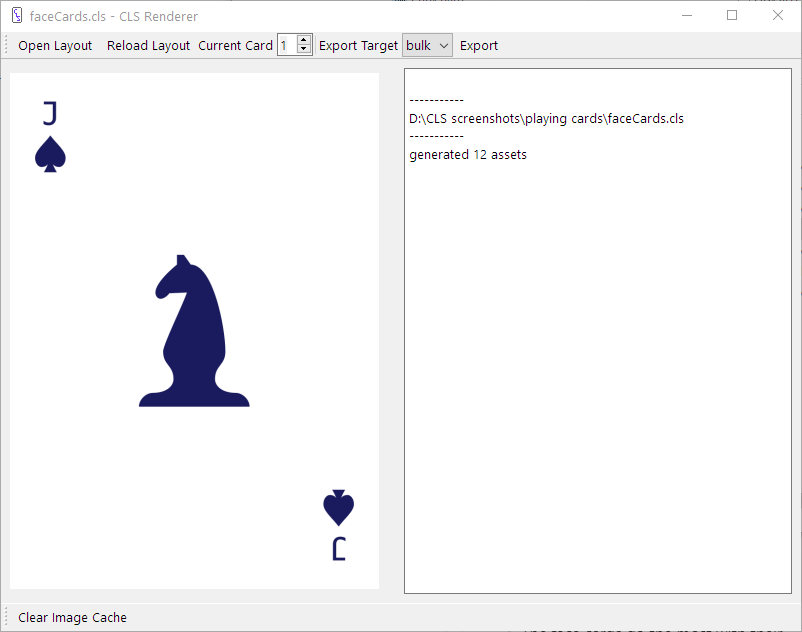 faceCards.cls - CLS Renderer
Open Layout Reload Layout Current Card 1 Export Target bulk Export
J
-----------
D:\CLS screenshots\playing cards\faceCards.cls
-----------
generated 12 assets
J
Clear Image Cache